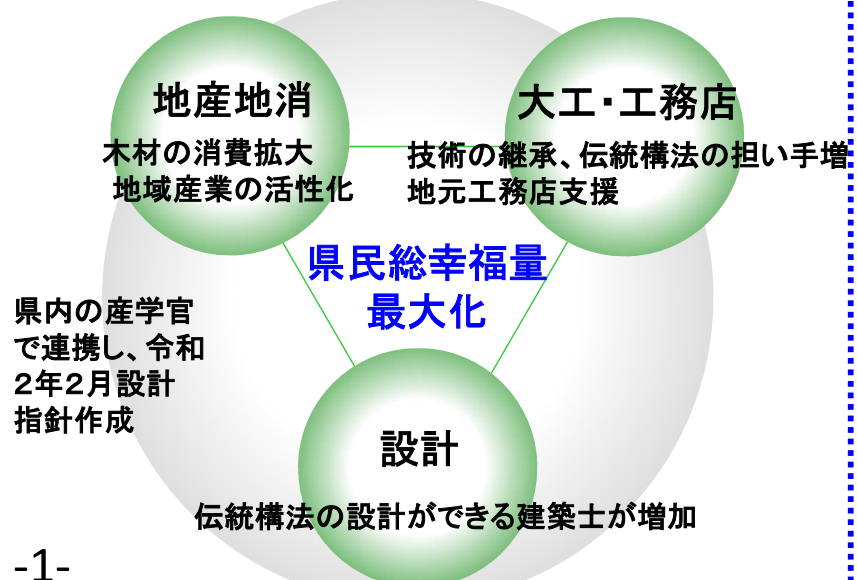 地産地消
木材の消費拡大
地域産業の活性化
大工・工務店
技術の継承、伝統構法の担い手増
地元工務店支援
県民総幸福量
最大化
県内の産学官
で連携し、令和
２年２月設計
指針作成
設計
伝統構法の設計ができる建築士が増加
-1-